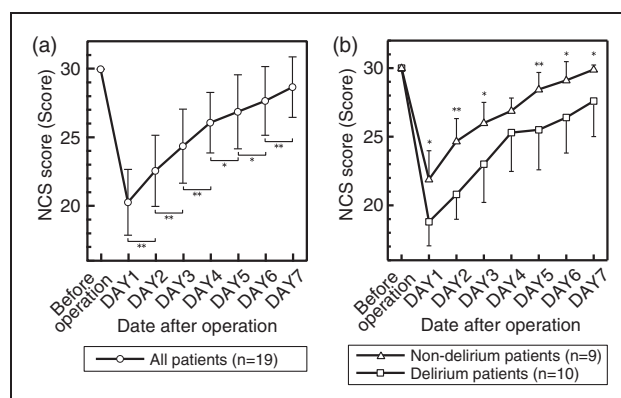 (a)
NCS score (Score)
30
25
20
**
**
**
*
*
**
Before operation
DAY1
DAY2
DAY3
DAY4
DAY5
DAY6
DAY7
Date after operation
All patients (n=19)
(b)
NCS score (Score)
30
25
20
*
**
*
**
*
*
Before operation
DAY1
DAY2
DAY3
DAY4
DAY5
DAY6
DAY7
Date after operation
Non-delirium patients (n=9)
Delirium patients (n=10)